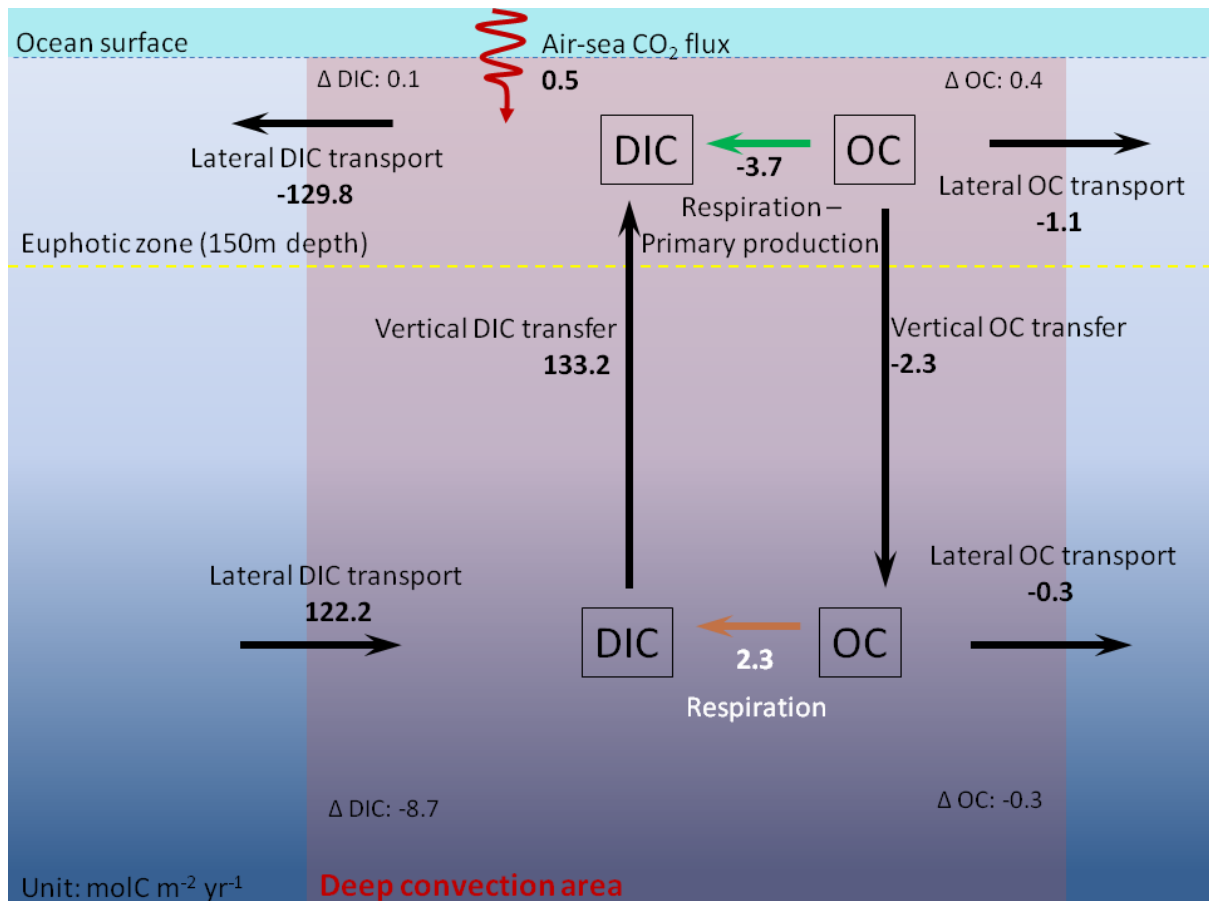 Ocean surface
Air-sea CO₂ flux
0.5
Δ DIC: 0.1
Δ OC: 0.4
Lateral DIC transport
-129.8
DIC
OC
-3.7
Respiration –
Primary production
Lateral OC transport
-1.1
Euphotic zone (150m depth)
Vertical DIC transfer
133.2
Vertical OC transfer
-2.3
Lateral DIC transport
122.2
DIC
OC
2.3
Respiration
Lateral OC transport
-0.3
Δ DIC: -8.7
Δ OC: -0.3
Unit: molC m⁻² yr⁻¹
Deep convection area